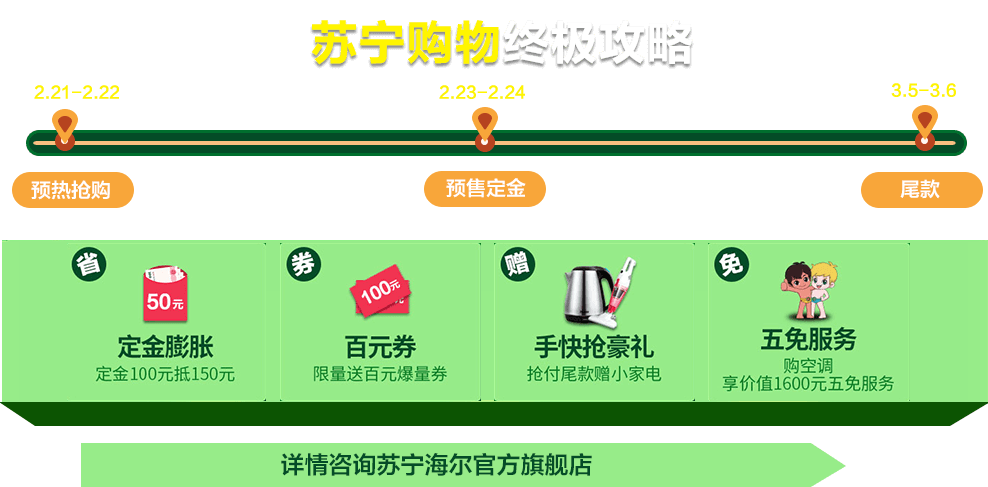 苏宁购物终极攻略
2.21-2.22
2.23-2.24
3.5-3.6
预热抢购
预售定金
尾款
省
50元
定金膨胀
定金100元抵150元
券
100元
百元券
限量送百元爆量券
赠
手快抢豪礼
抢付尾款赠小家电
免
五免服务
购空调
享价值1600元五免服务
详情咨询苏宁海尔官方旗舰店